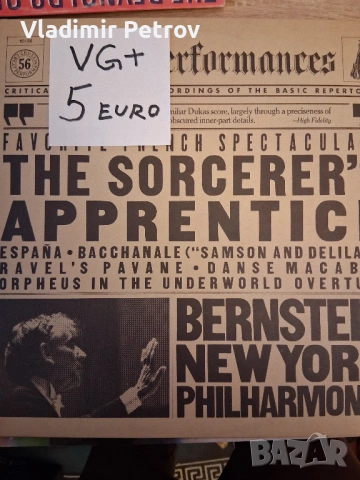 Vladimir Petrov
VG+
5 EURO
56
erformances
CRITICA
RDINGS OF THE BASIC REPERTO
miliar Dukas score, largely through a preciseness of
obscured inner-part details.
—High Fidelity
FAVORITE FRENCH SPECTACULA
THE SORCERER'
APPRENTIC
ESPAÑA • BACCHANALE ("SAMSON AND DELILA
RAVEL'S PAVANE • DANSE MACAB
ORPHEUS IN THE UNDERWORLD OVERTU
BERNSTE
NEW YOR
PHILHARMON
BAZAR